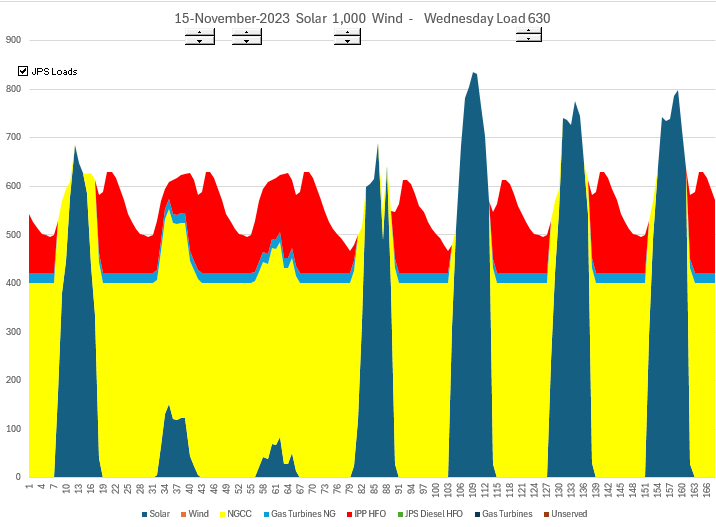 15-November-2023 Solar 1,000 Wind - Wednesday Load 630
JPS Loads
900
800
700
600
500
400
300
200
100
0
1 4 7 10 13 16 19 22 25 28 31 34 37 40 43 46 49 52 55 58 61 64 67 70 73 76 79 82 85 88 91 94 97 100 103 106 109 112 115 118 121 124 127 130 133 136 139 142 145 148 151 154 157 160 163 166
Solar Wind NGCC Gas Turbines NG IPP HFO JPS Diesel HFO Gas Turbines Unserved